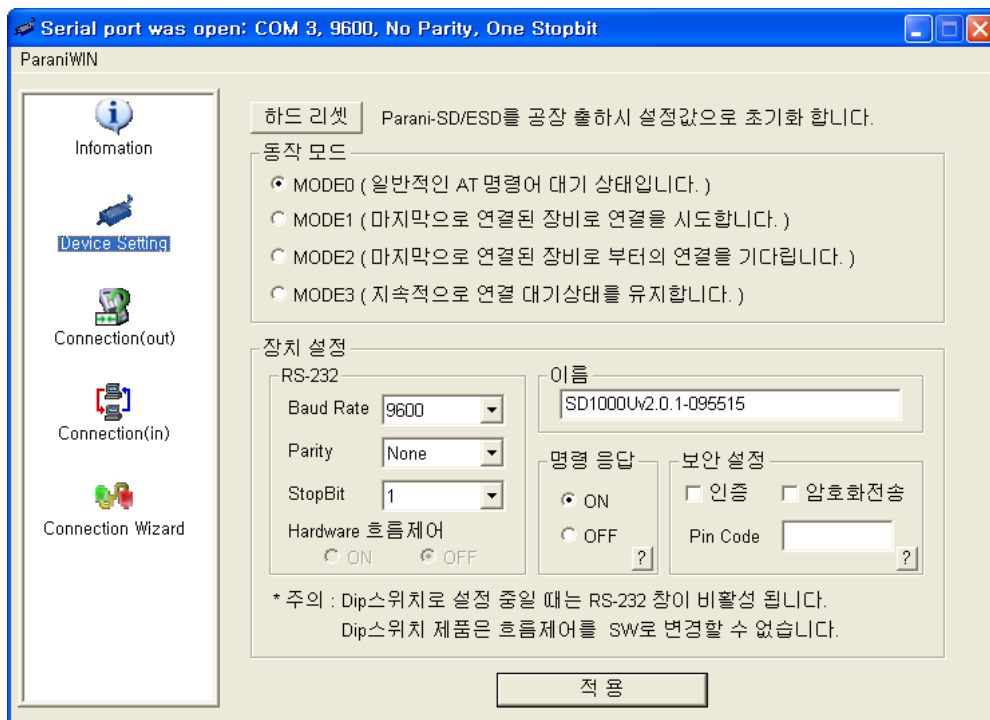 Serial port was open: COM 3, 9600, No Parity, One Stopbit
ParaniWIN
Infomation
Device Setting
Connection(out)
Connection(in)
Connection Wizard
하드 리셋 Parani-SD/ESD를 공장 출하시 설정값으로 초기화 합니다.
동작 모드
MODE0 ( 일반적인 AT 명령어 대기 상태입니다. )
MODE1 ( 마지막으로 연결된 장비로 연결을 시도합니다. )
MODE2 ( 마지막으로 연결된 장비로 부터의 연결을 기다립니다. )
MODE3 ( 지속적으로 연결 대기상태를 유지합니다. )
장치 설정
RS-232
Baud Rate 9600
Parity None
StopBit 1
Hardware 흐름제어
ON OFF
이름
SD1000Uv2.0.1-095515
명령 응답
ON
OFF
?
보안 설정
인증 암호화전송
Pin Code
?
* 주의 : Dip스위치로 설정 중일 때는 RS-232 창이 비활성 됩니다.
Dip스위치 제품은 흐름제어를 SW로 변경할 수 없습니다.
적 용